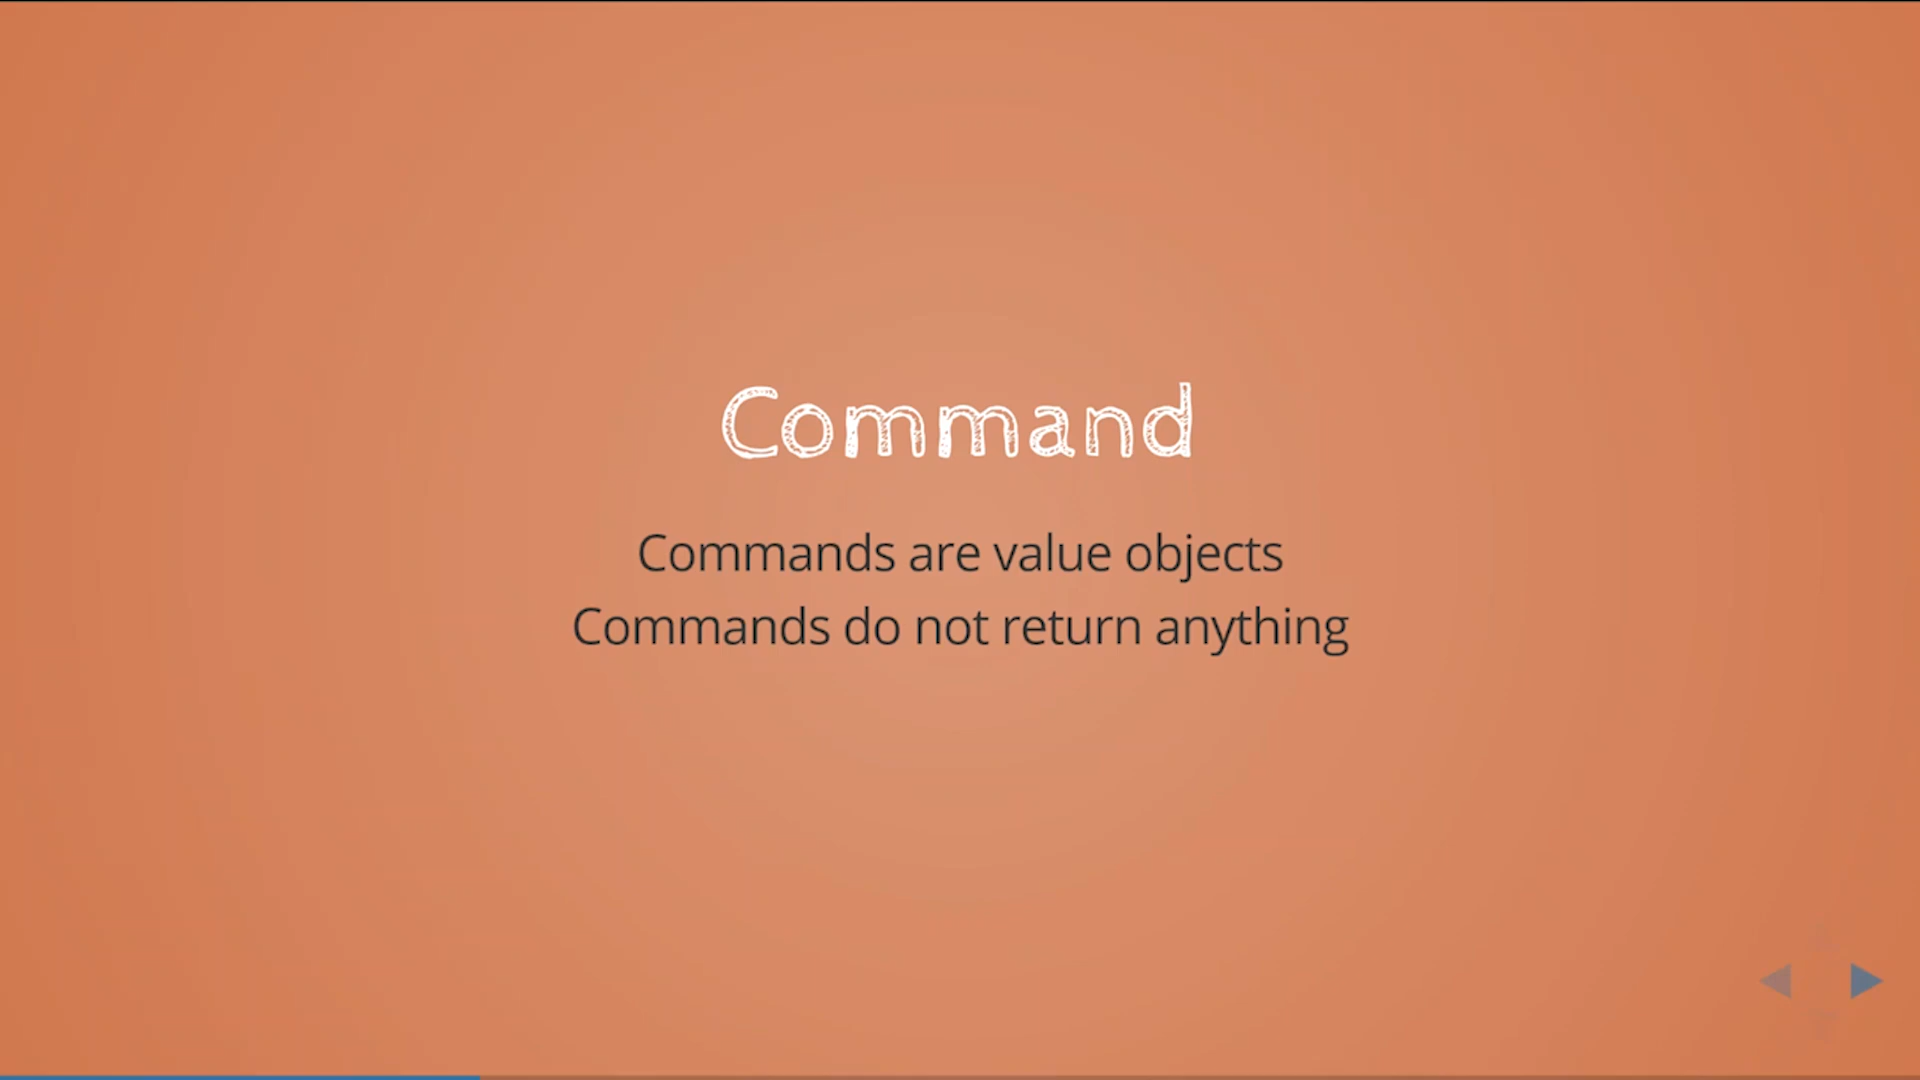 Command
Commands are value objects
Commands do not return anything